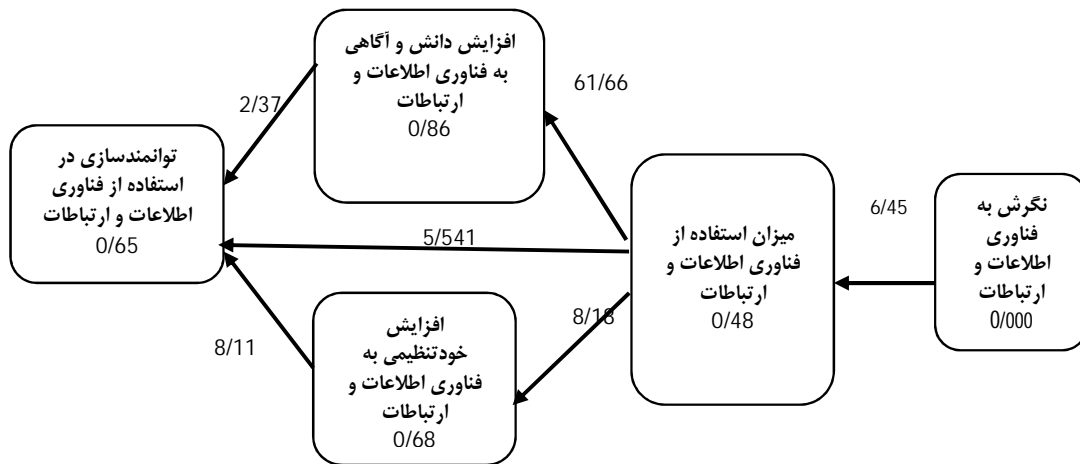 افزایش دانش و آگاهی
به فناوری اطلاعات و
ارتباطات
0/86
61/66
2/37
توانمندسازی در
استفاده از فناوری
اطلاعات و ارتباطات
0/65
نگرش به
فناوری
اطلاعات و
ارتباطات
0/000
6/45
میزان استفاده از
فناوری اطلاعات و
ارتباطات
0/48
5/541
8/18
8/11
افزایش
خودتنظیمی به
فناوری اطلاعات و
ارتباطات
0/68